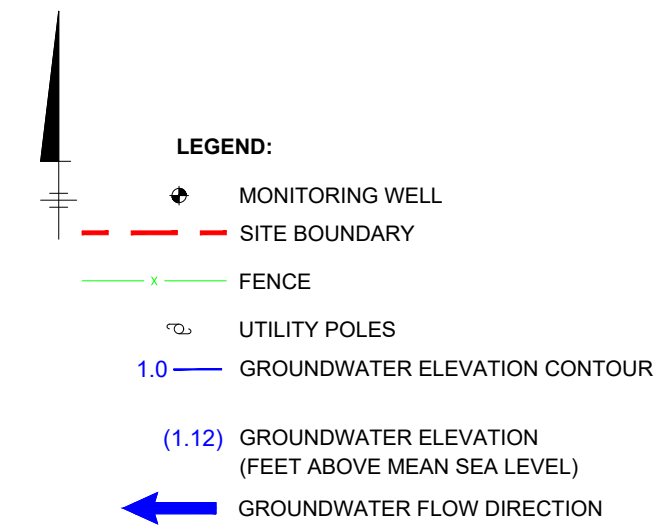 LEGEND:
MONITORING WELL
SITE BOUNDARY
x FENCE
UTILITY POLES
1.0 GROUNDWATER ELEVATION CONTOUR
(1.12) GROUNDWATER ELEVATION
(FEET ABOVE MEAN SEA LEVEL)
GROUNDWATER FLOW DIRECTION